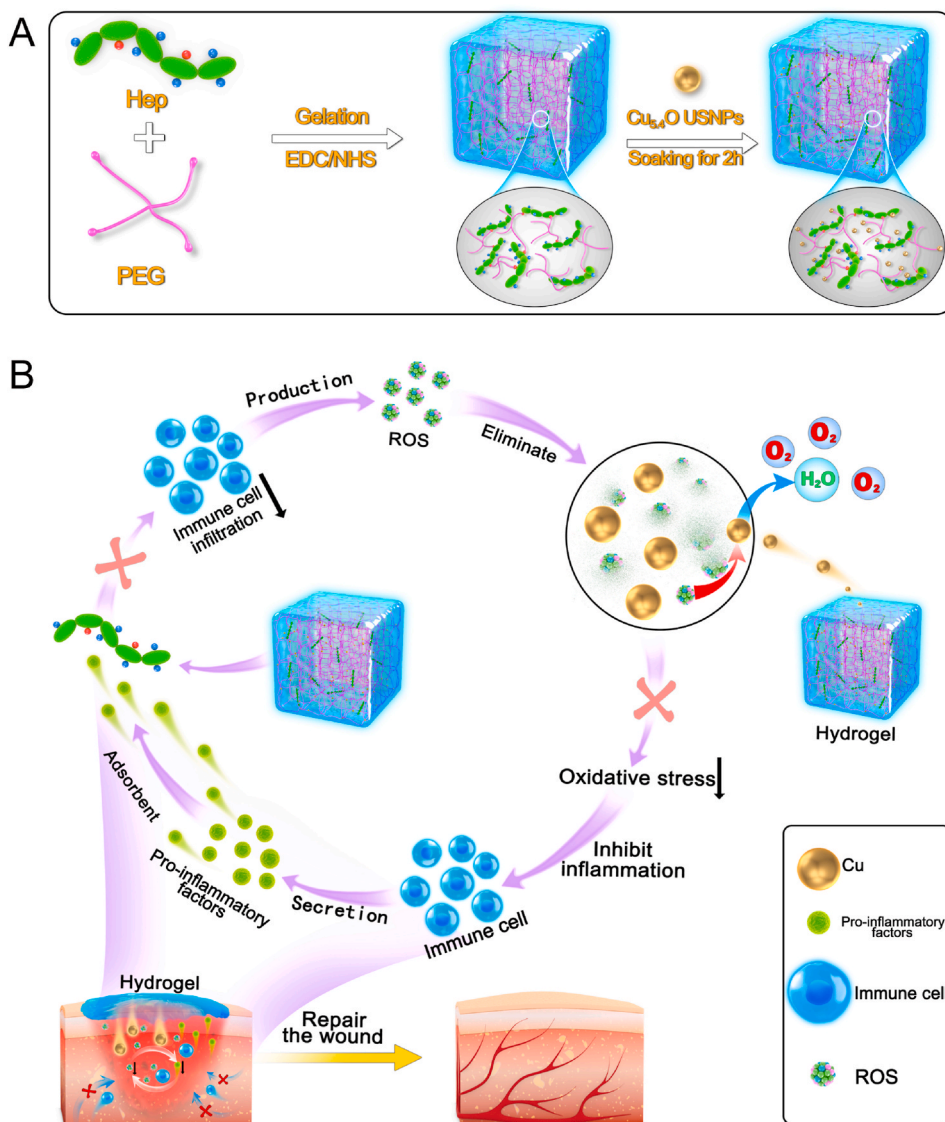 A
Hep
PEG
Gelation
EDC/NHS
Cu5.4O USNPs
Soaking for 2h
B
Production
ROS
Eliminate
O2
O2
H2O
O2
Immune cell
infiltration
Hydrogel
Oxidative stress
Inhibit
inflammation
Adsorbent
Pro-inflammatory
factors
Secretion
Immune cell
Hydrogel
Repair
the wound
Cu
Pro-inflammatory
factors
Immune cell
ROS